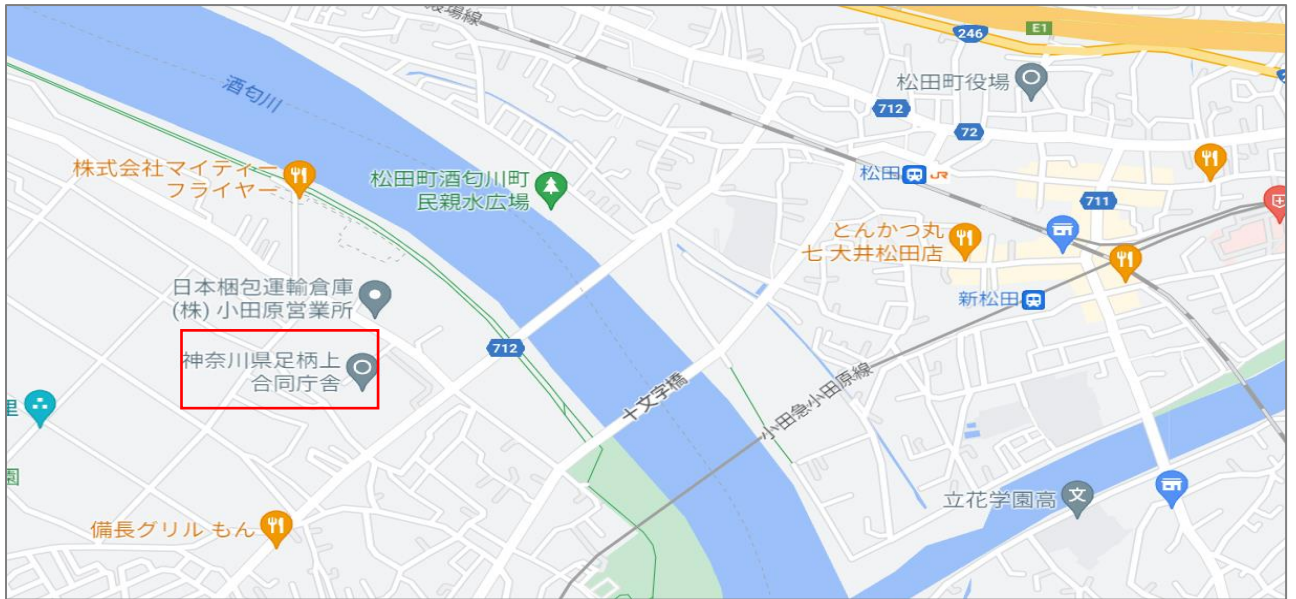 殿場線
246
E1
松田町役場
712
72
酒匂川
株式会社マイティー
フライヤー
松田町酒匂川町
民親水広場
松田
JR
711
とんかつ丸
七 大井松田店
日本梱包運輸倉庫
(株) 小田原営業所
新松田
712
神奈川県足柄上
合同庁舎
十文字橋
小田急小田原線
里
園
立花学園高
文
備長グリル もん